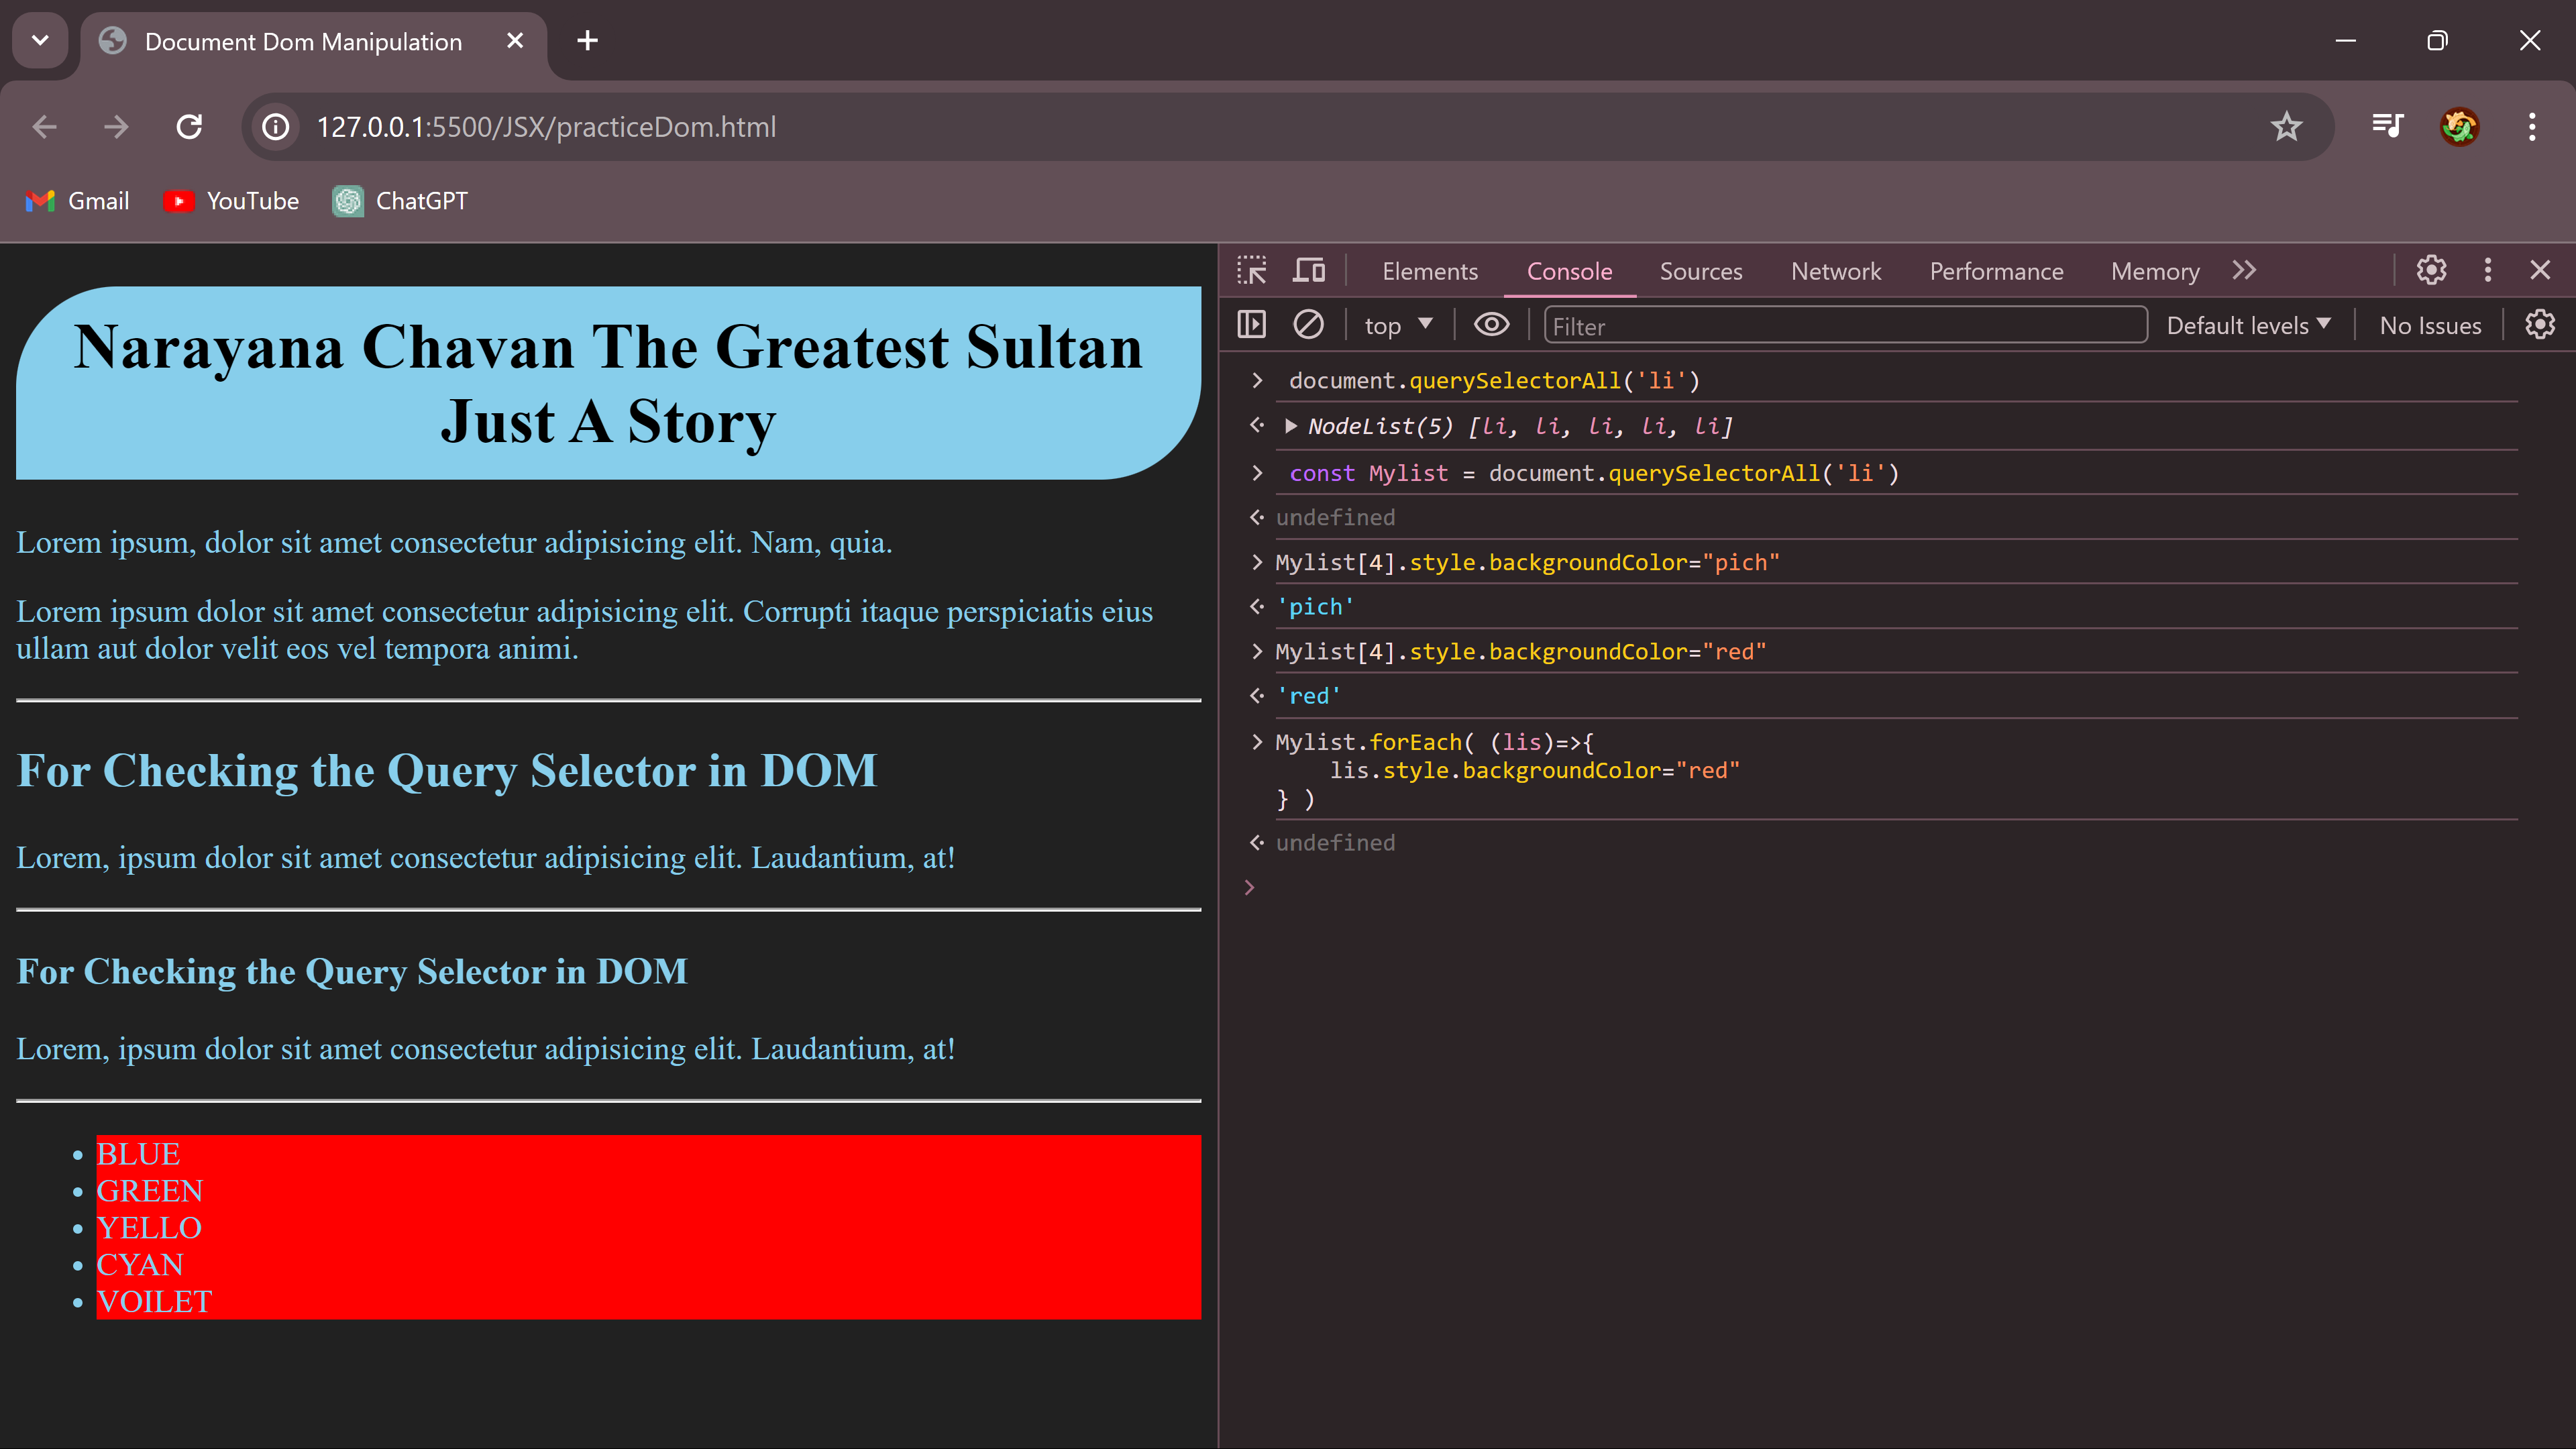 Document Dom Manipulation
127.0.0.1:5500/JSX/practiceDom.html
Gmail YouTube ChatGPT
Narayana Chavan The Greatest Sultan
Just A Story
Lorem ipsum, dolor sit amet consectetur adipisicing elit. Nam, quia.
Lorem ipsum dolor sit amet consectetur adipisicing elit. Corrupti itaque perspiciatis eius
ullam aut dolor velit eos vel tempora animi.
For Checking the Query Selector in DOM
Lorem, ipsum dolor sit amet consectetur adipisicing elit. Laudantium, at!
For Checking the Query Selector in DOM
Lorem, ipsum dolor sit amet consectetur adipisicing elit. Laudantium, at!
• BLUE
• GREEN
• YELLO
• CYAN
• VOILET
Elements Console Sources Network Performance Memory
top Filter Default levels No Issues
document.querySelectorAll('li')
NodeList(5) [li, li, li, li, li]
const Mylist = document.querySelectorAll('li')
undefined
Mylist[4].style.backgroundColor="pich"
'pich'
Mylist[4].style.backgroundColor="red"
'red'
Mylist.forEach( (lis)=>{
lis.style.backgroundColor="red"
} )
undefined